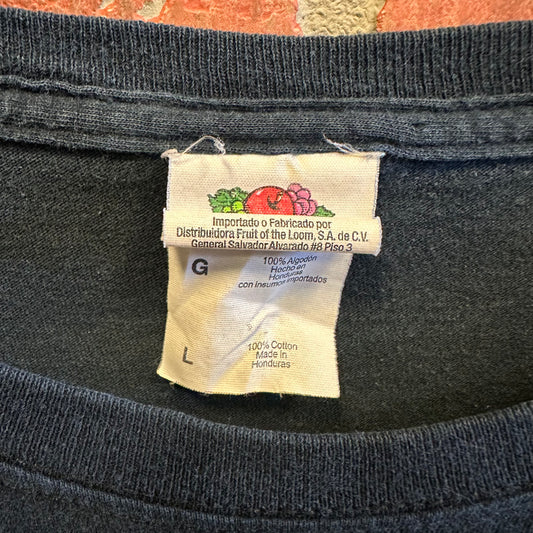 Importado o Fabricado por
Distribuidora Fruit of the Loom, S.A. de C.V.
General Salvador Alvarado #8 Piso 3
G
100% Algodón
Hecho en
Honduras
con insumos importados
L
100% Cotton
Made in
Honduras